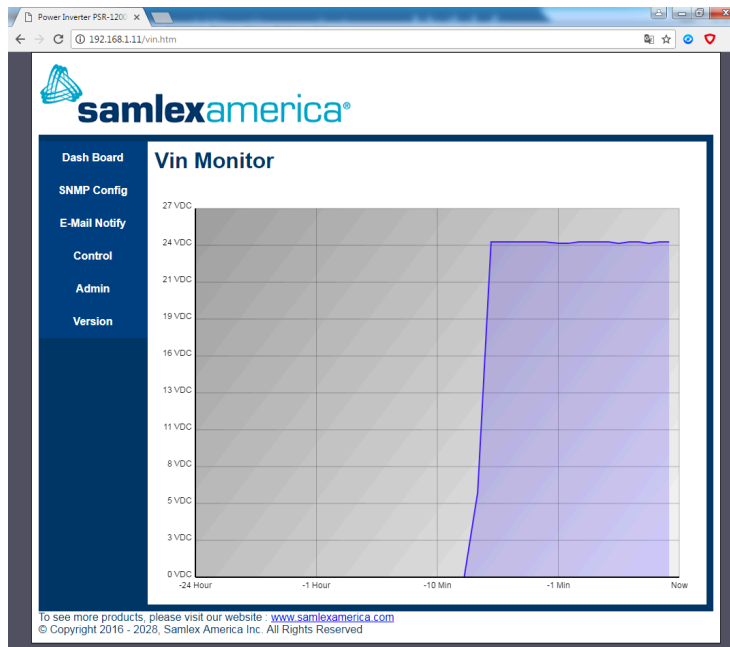 Power Inverter PSR-1200
192.168.1.11/vin.htm
samlexamerica®
Dash Board
SNMP Config
E-Mail Notify
Control
Admin
Version
Vin Monitor
27 VDC
24 VDC
21 VDC
19 VDC
16 VDC
13 VDC
11 VDC
8 VDC
5 VDC
3 VDC
0 VDC
-24 Hour
-1 Hour
-10 Min
-1 Min
Now
To see more products, please visit our website : www.samlexamerica.com
© Copyright 2016 - 2028, Samlex America Inc. All Rights Reserved